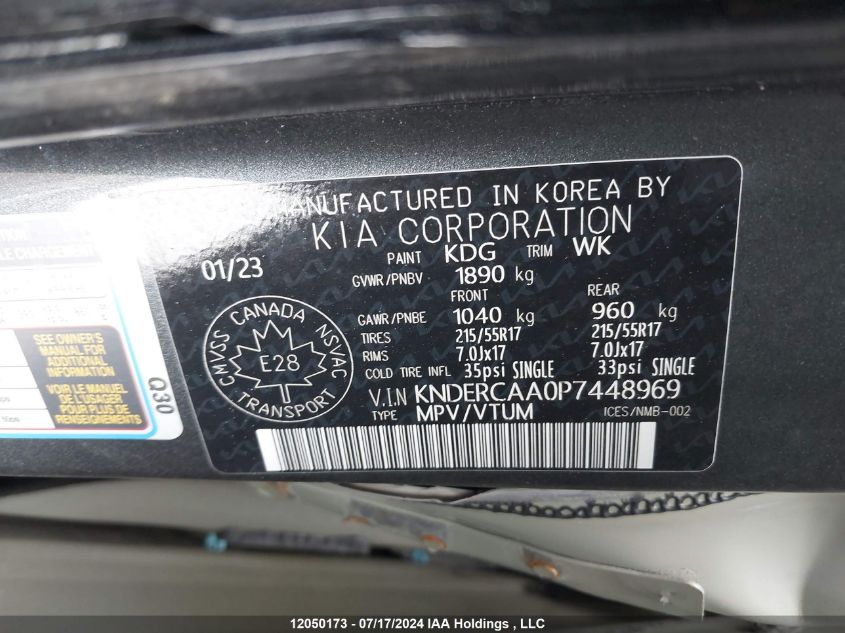 MANUFACTURED IN KOREA BY
KIA CORPORATION
PAINT KDG TRIM WK
01/23
GVWR/PNBV 1890 kg
FRONT REAR
GAWR/PNBE 1040 kg 960 kg
TIRES 215/55R17 215/55R17
RIMS 7.0Jx17 7.0Jx17
COLD TIRE INFL 35psi SINGLE 33psi SINGLE
V.I.N KNDERCAA0P7448969
TYPE MPV/VTUM ICES/NMB-002
CANADA
CMVSS NSVAC
E28
TRANSPORT
SEE OWNER'S
MANUAL FOR
ADDITIONAL
INFORMATION
VOIR LE MANUEL
DE L'USAGER
POUR PLUS DE
RENSEIGNEMENTS
Q30
12050173 - 07/17/2024 IAA Holdings , LLC